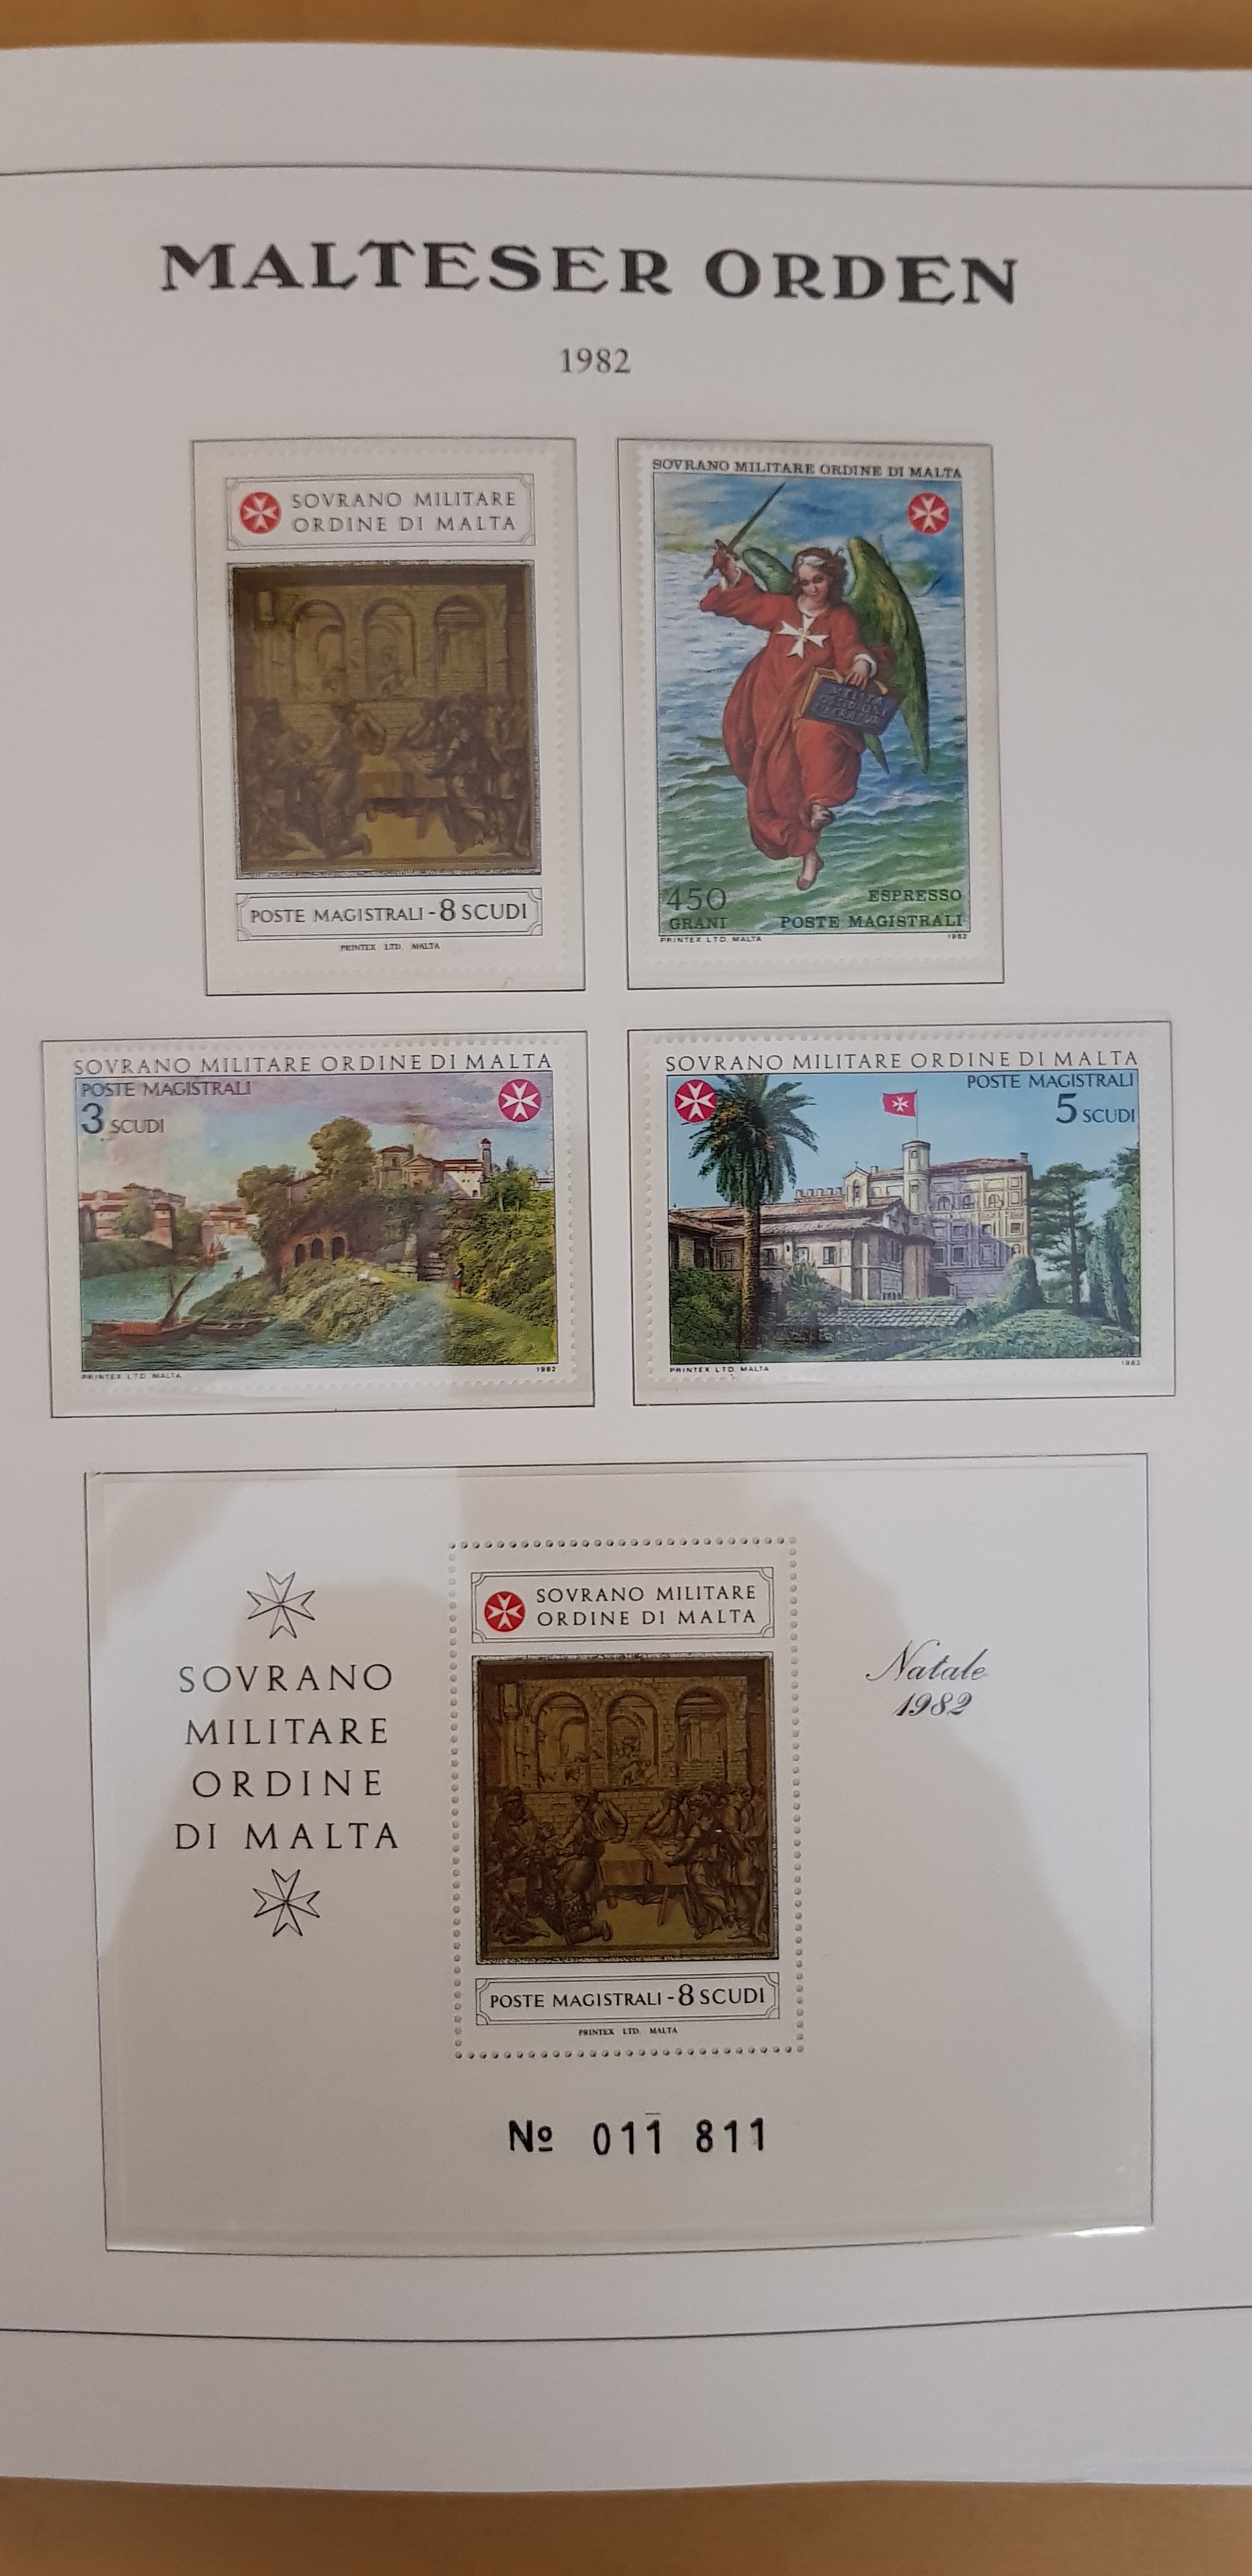 MALTESER ORDEN
1982
SOVRANO MILITARE
ORDINE DI MALTA
POSTE MAGISTRALI - 8 SCUDI
PRINTEX LTD. MALTA
SOVRANO MILITARE ORDINE DI MALTA
450
GRANI
ESPRESSO
POSTE MAGISTRALI
PRINTEX LTD. MALTA
1982
SOVRANO MILITARE ORDINE DI MALTA
POSTE MAGISTRALI
3 SCUDI
PRINTEX LTD. MALTA
1982
SOVRANO MILITARE ORDINE DI MALTA
POSTE MAGISTRALI
5 SCUDI
PRINTEX LTD. MALTA
1982
SOVRANO
MILITARE
ORDINE
DI MALTA
SOVRANO MILITARE
ORDINE DI MALTA
POSTE MAGISTRALI - 8 SCUDI
PRINTEX LTD. MALTA
Natale
1982
Nº 011 811